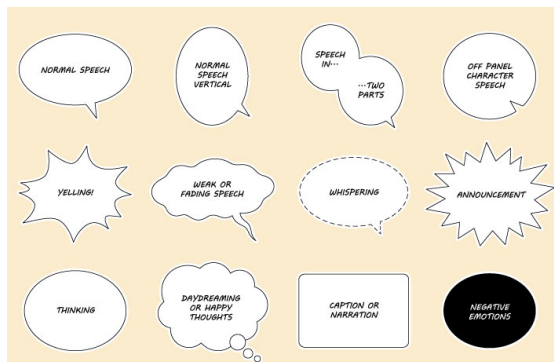 NORMAL SPEECH
NORMAL
SPEECH
VERTICAL
SPEECH
IN...
...TWO
PARTS
OFF PANEL
CHARACTER
SPEECH
YELLING!
WEAK OR
FADING SPEECH
WHISPERING
ANNOUNCEMENT
THINKING
DAYDREAMING
OR HAPPY
THOUGHTS
CAPTION OR
NARRATION
NEGATIVE
EMOTIONS